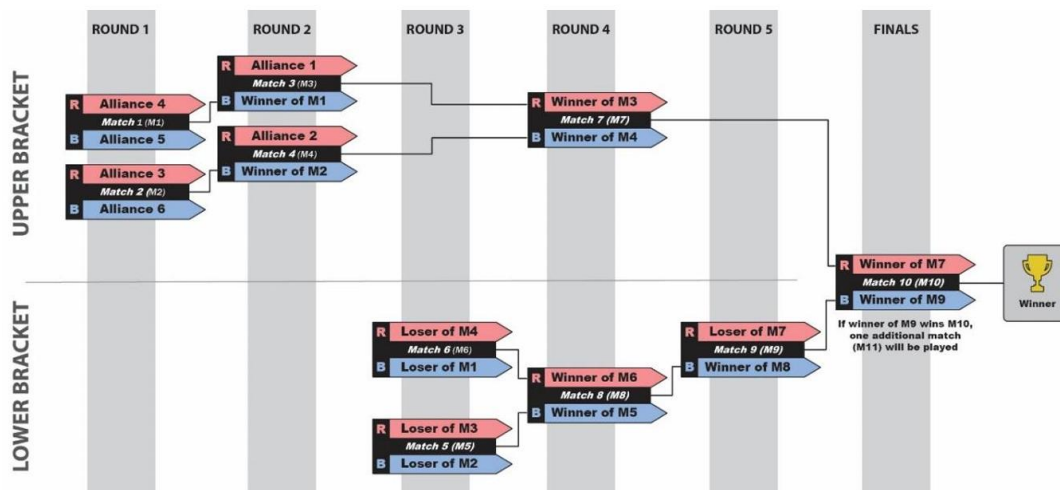 ROUND 1
ROUND 2
ROUND 3
ROUND 4
ROUND 5
FINALS
UPPER BRACKET
R Alliance 4
Match 1 (M1)
B Alliance 5
R Alliance 3
Match 2 (M2)
B Alliance 6
R Alliance 1
Match 3 (M3)
B Winner of M1
R Alliance 2
Match 4 (M4)
B Winner of M2
R Winner of M3
Match 7 (M7)
B Winner of M4
LOWER BRACKET
R Loser of M4
Match 6 (M6)
B Loser of M1
R Loser of M3
Match 5 (M5)
B Loser of M2
R Winner of M6
Match 8 (M8)
B Winner of M5
R Loser of M7
Match 9 (M9)
B Winner of M8
R Winner of M7
Match 10 (M10)
B Winner of M9
If winner of M9 wins M10,
one additional match
(M11) will be played
Winner